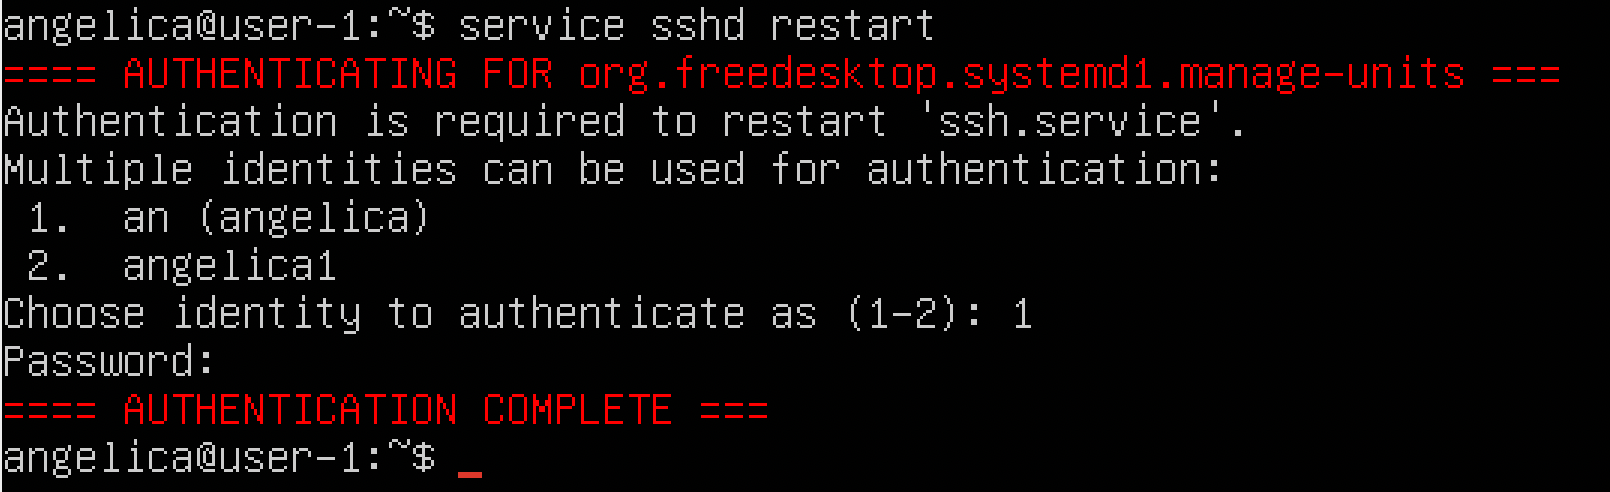 angelica@user-1:~$ service sshd restart
==== AUTHENTICATING FOR org.freedesktop.systemd1.manage-units ===
Authentication is required to restart 'ssh.service'.
Multiple identities can be used for authentication:
 1.  an (angelica)
 2.  angelica1
Choose identity to authenticate as (1-2): 1
Password:
==== AUTHENTICATION COMPLETE ===
angelica@user-1:~$ _